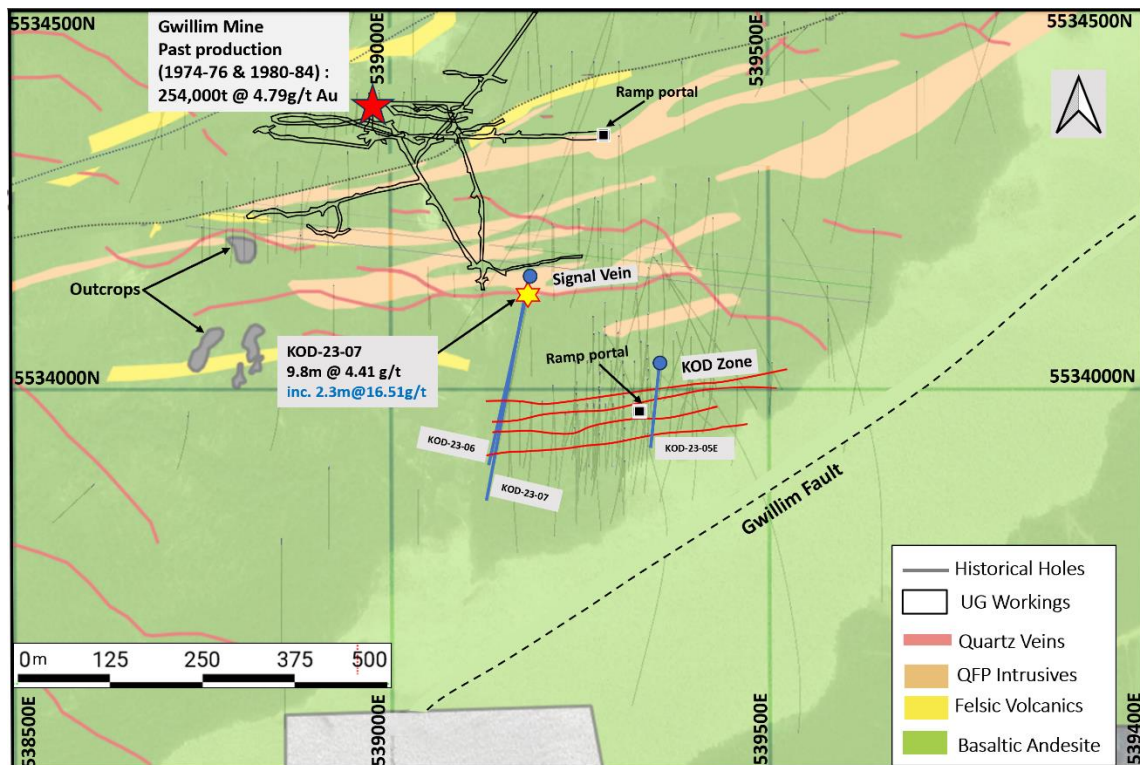 5534500N
539000E
539500E
5534500N
Gwillim Mine
Past production
(1974-76 & 1980-84) :
254,000t @ 4.79g/t Au
Ramp portal
Outcrops
Signal Vein
KOD-23-07
9.8m @ 4.41 g/t
inc. 2.3m@16.51g/t
Ramp portal
KOD Zone
5534000N
5534000N
KOD-23-06
KOD-23-05E
KOD-23-07
Gwillim Fault
Historical Holes
UG Workings
Quartz Veins
QFP Intrusives
Felsic Volcanics
Basaltic Andesite
0m 125 250 375 500
538500E
539000E
539500E
539400E